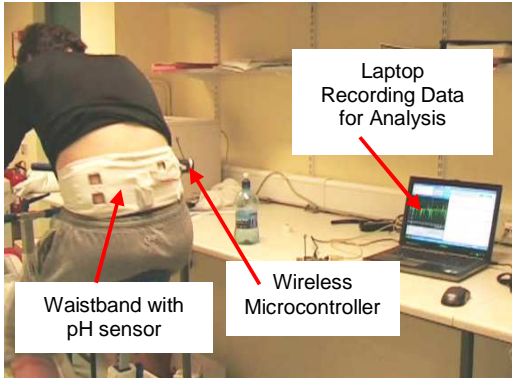 Laptop
Recording Data
for Analysis
Wireless
Microcontroller
Waistband with
pH sensor